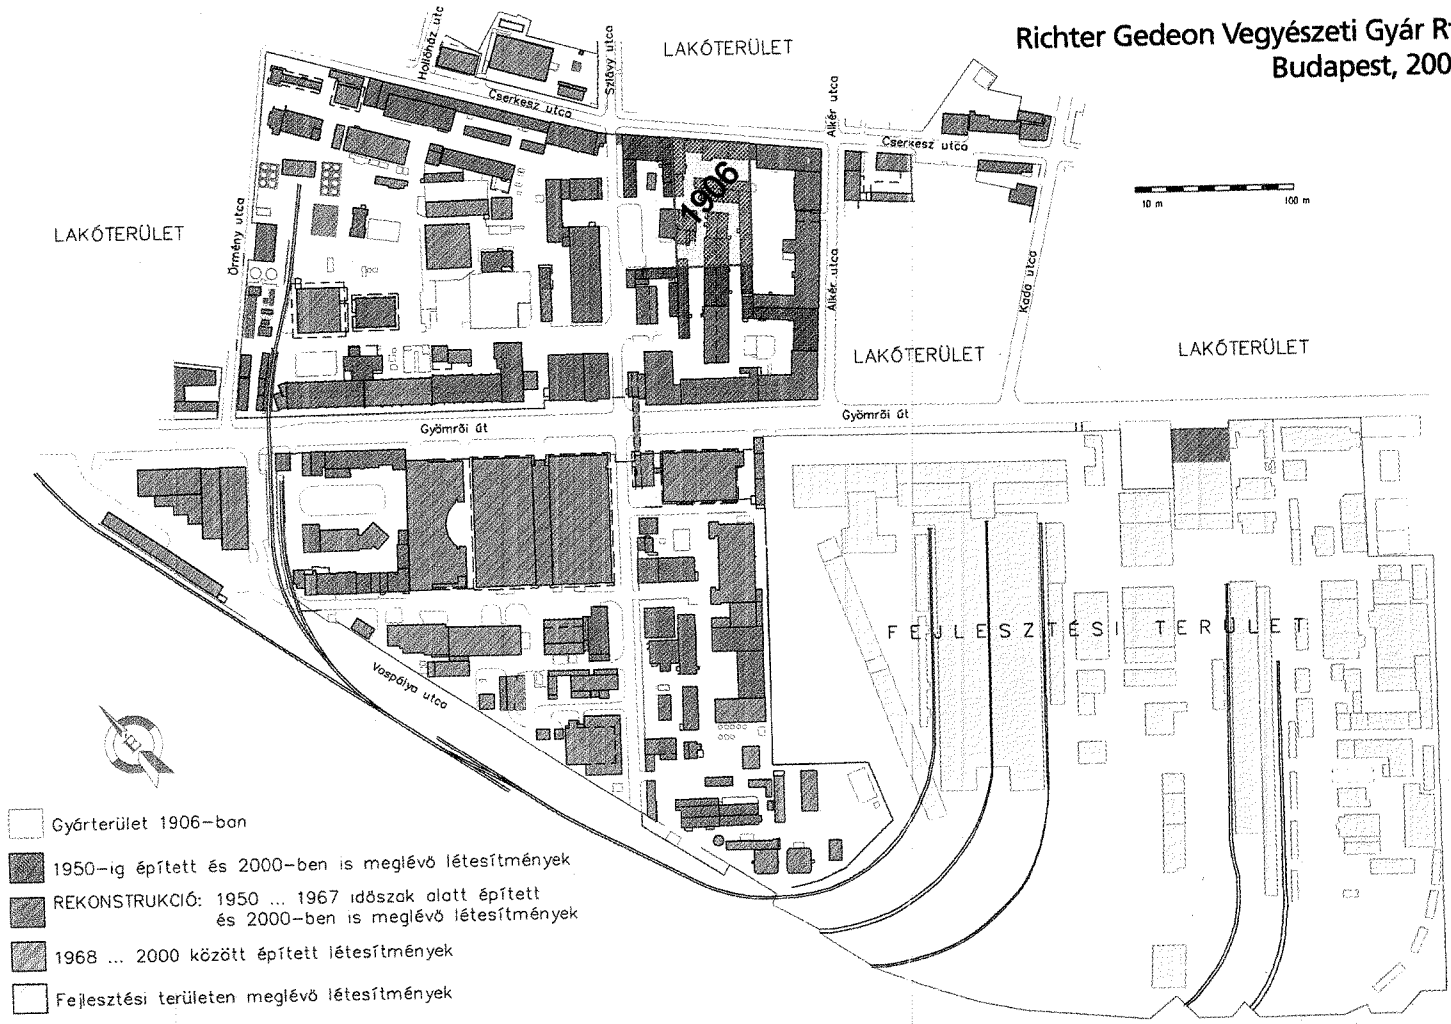 Richter Gedeon Vegyészeti Gyár R
Budapest, 200
LAKÓTERÜLET
Hollóház utc
Szlávy utca
Cserkesz utca
Alkér utca
Cserkesz utca
1906
10 m
100 m
LAKÓTERÜLET
Örmény utca
Alkér utca
Kada utca
LAKÓTERÜLET
LAKÓTERÜLET
Gyömrői út
Gyömrői út
FEJLESZTÉSI TERÜLET
Vaspálya utca
Gyárterület 1906-ban
1950-ig épített és 2000-ben is meglévő létesítmények
REKONSTRUKCIÓ: 1950 ... 1967 időszak alatt épített
és 2000-ben is meglévő létesítmények
1968 ... 2000 között épített létesítmények
Fejlesztési területen meglévő létesítmények